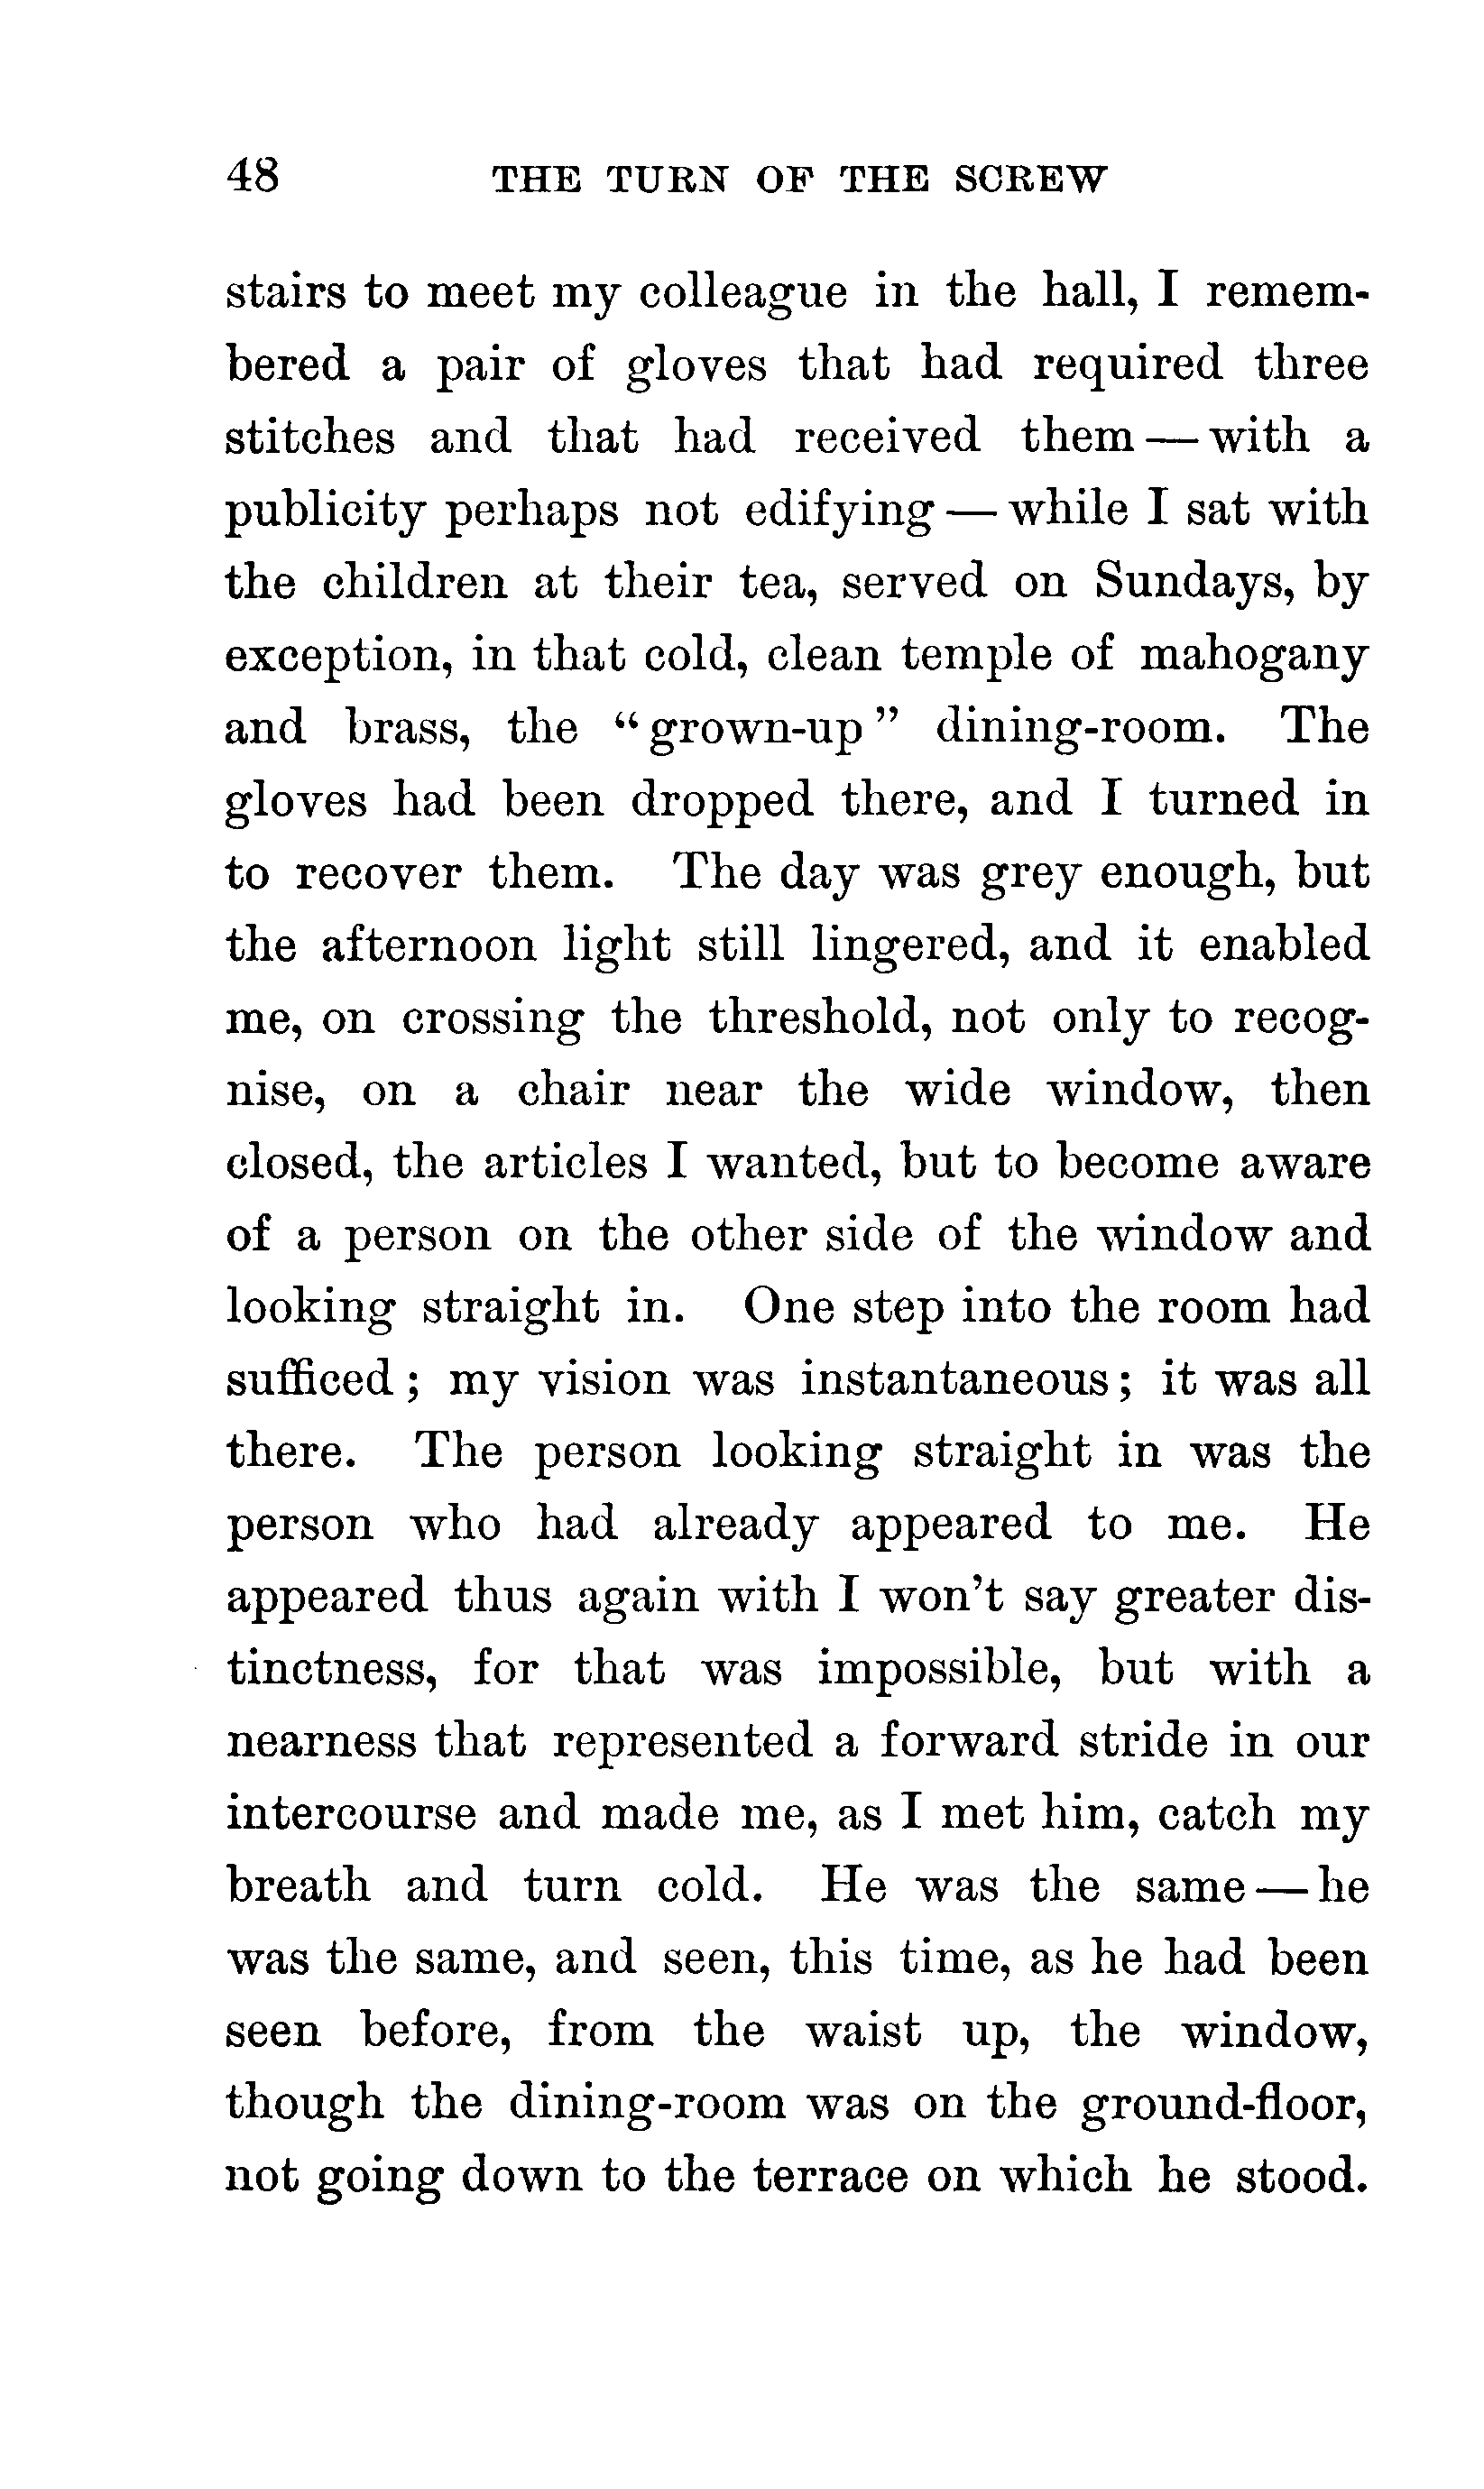 48 THE TURN OF THE SCREW
stairs to meet my colleague in the hall, I remem-
bered a pair of gloves that had required three
stitches and that had received them — with a
publicity perhaps not edifying — while I sat with
the children at their tea, served on Sundays, by
exception, in that cold, clean temple of mahogany
and brass, the “grown-up” dining-room. The
gloves had been dropped there, and I turned in
to recover them. The day was grey enough, but
the afternoon light still lingered, and it enabled
me, on crossing the threshold, not only to recog-
nise, on a chair near the wide window, then
closed, the articles I wanted, but to become aware
of a person on the other side of the window and
looking straight in. One step into the room had
sufficed; my vision was instantaneous; it was all
there. The person looking straight in was the
person who had already appeared to me. He
appeared thus again with I won’t say greater dis-
tinctness, for that was impossible, but with a
nearness that represented a forward stride in our
intercourse and made me, as I met him, catch my
breath and turn cold. He was the same — he
was the same, and seen, this time, as he had been
seen before, from the waist up, the window,
though the dining-room was on the ground-floor,
not going down to the terrace on which he stood.